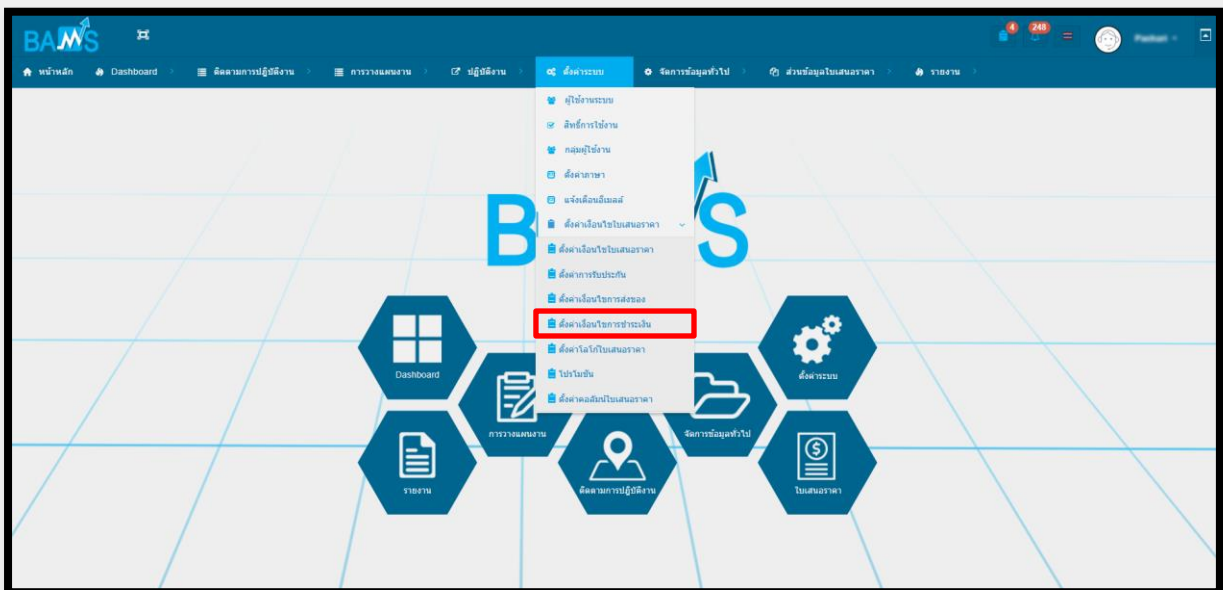 BAMS
4
248
หน้าหลัก
Dashboard
ติดตามการปฏิบัติงาน
การวางแผนงาน
ปฏิบัติงาน
ตั้งค่าระบบ
จัดการข้อมูลทั่วไป
ส่วนข้อมูลใบเสนอราคา
รายงาน
ผู้ใช้งานระบบ
สิทธิ์การใช้งาน
กลุ่มผู้ใช้งาน
ตั้งค่าภาษา
แจ้งเตือนอีเมลล์
ตั้งค่าเงื่อนไขใบเสนอราคา
ตั้งค่าเงื่อนไขใบเสนอราคา
ตั้งค่าการรับประกัน
ตั้งค่าเงื่อนไขการส่งของ
ตั้งค่าเงื่อนไขการชำระเงิน
ตั้งค่าโลโก้ใบเสนอราคา
โปรโมชั่น
ตั้งค่าคอลัมน์ใบเสนอราคา
B
S
Dashboard
ตั้งค่าระบบ
การวางแผนงาน
จัดการข้อมูลทั่วไป
รายงาน
ติดตามการปฏิบัติงาน
ใบเสนอราคา